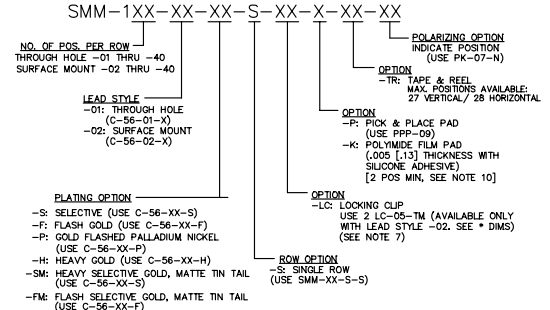 SMM-1XX-XX-XX-S-XX-X-XX-XX
NO. OF POS. PER ROW
THROUGH HOLE -01 THRU -40
SURFACE MOUNT -02 THRU -40
LEAD STYLE
-01: THROUGH HOLE
(C-56-01-X)
-02: SURFACE MOUNT
(C-56-02-X)
PLATING OPTION
-S: SELECTIVE (USE C-56-XX-S)
-F: FLASH GOLD (USE C-56-XX-F)
-P: GOLD FLASHED PALLADIUM NICKEL
(USE C-56-XX-P)
-H: HEAVY GOLD (USE C-56-XX-H)
-SM: HEAVY SELECTIVE GOLD, MATTE TIN TAIL
(USE C-56-XX-S)
-FM: FLASH SELECTIVE GOLD, MATTE TIN TAIL
(USE C-56-XX-F)
ROW OPTION
-S: SINGLE ROW
(USE SMM-XX-S-S)
OPTION
-LC: LOCKING CLIP
USE 2 LC-05-TM (AVAILABLE ONLY
WITH LEAD STYLE -02. SEE * DIMS)
(SEE NOTE 7)
OPTION
-P: PICK & PLACE PAD
(USE PPP-09)
-K: POLYIMIDE FILM PAD
(.005 [.13] THICKNESS WITH
SILICONE ADHESIVE)
[2 POS MIN, SEE NOTE 10]
OPTION
-TR: TAPE & REEL
MAX. POSITIONS AVAILABLE:
27 VERTICAL/ 28 HORIZONTAL
POLARIZING OPTION
INDICATE POSITION
(USE PK-07-N)